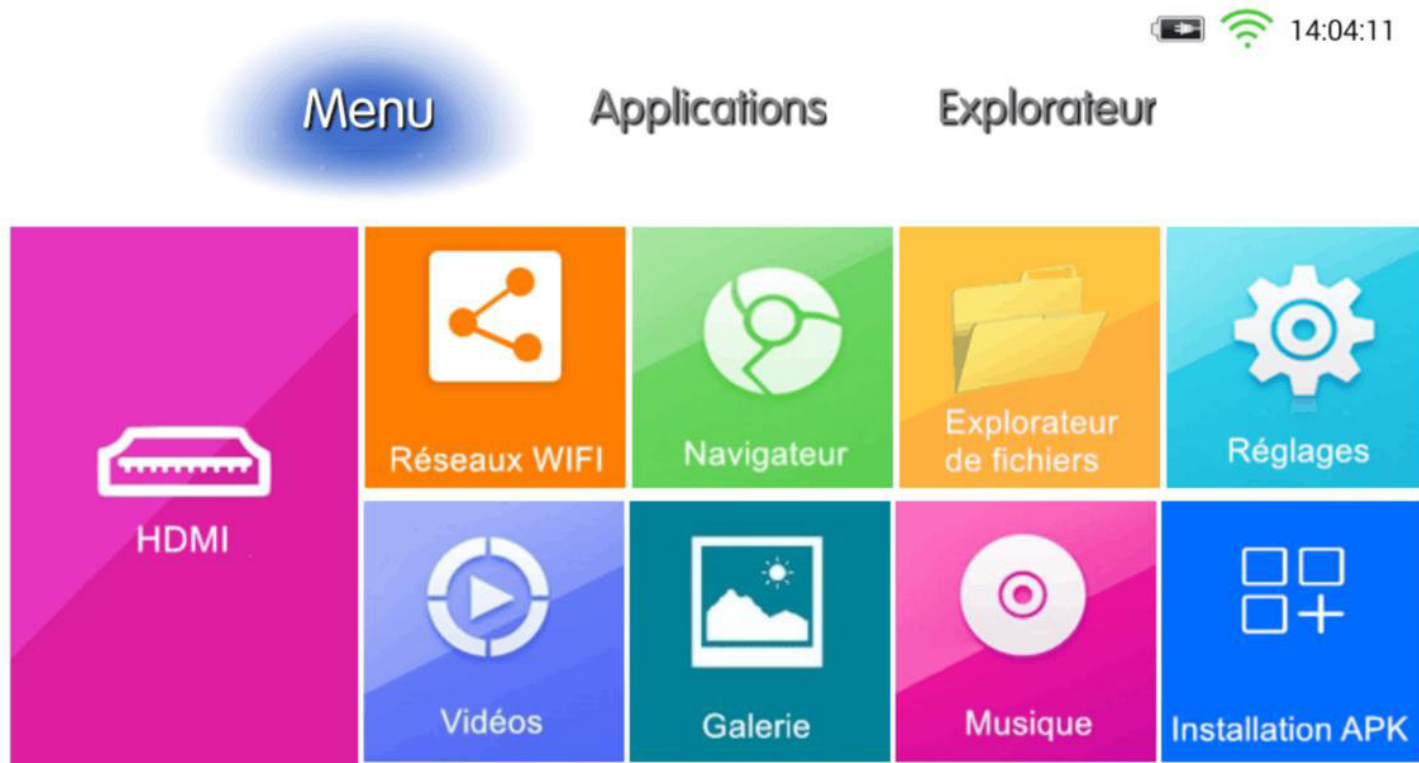 14:04:11
Menu
Applications
Explorateur
HDMI
Réseaux WIFI
Navigateur
Explorateur
de fichiers
Réglages
Vidéos
Galerie
Musique
Installation APK